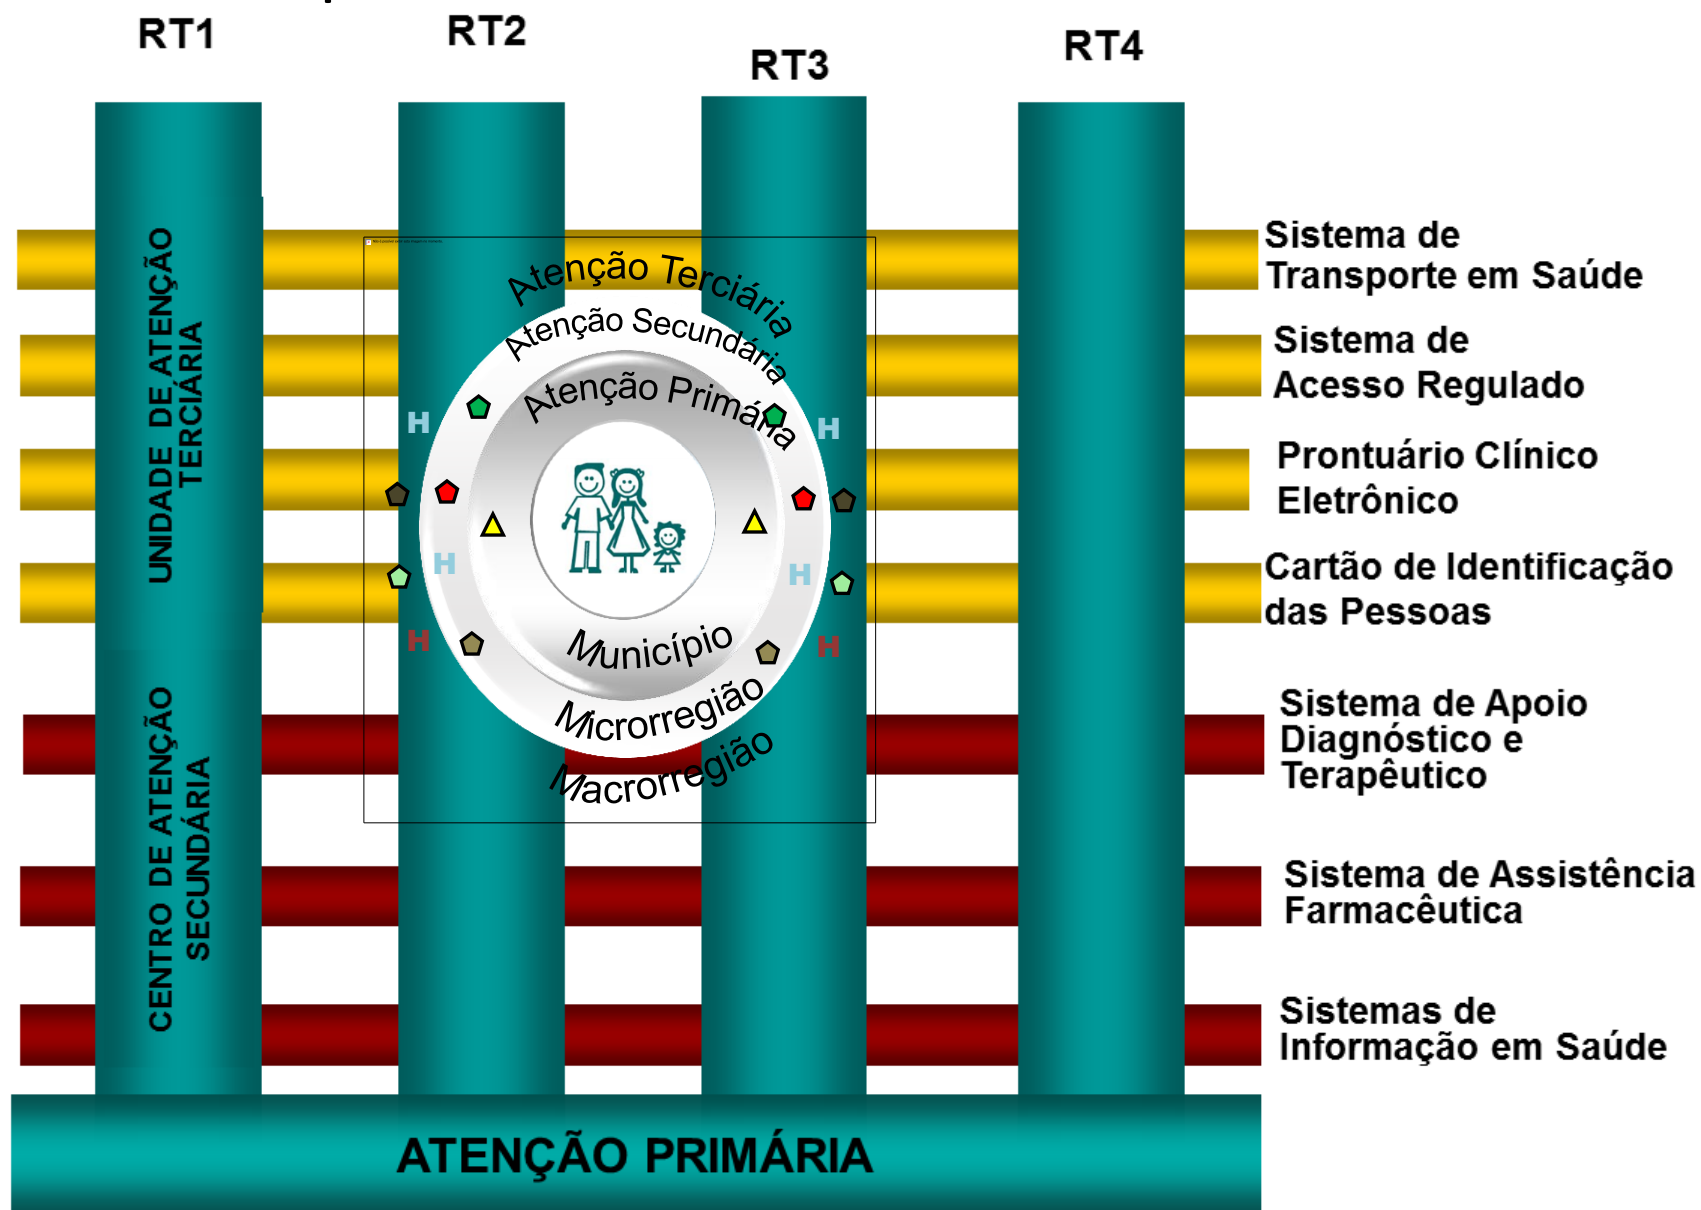 RT1
RT2
RT3
RT4
UNIDADE DE ATENÇÃO
TERCIÁRIA
CENTRO DE ATENÇÃO
SECUNDÁRIA
Atenção Terciária
Atenção Secundária
Atenção Primária
H
H
H
H
H
H
Município
Microrregião
Macrorregião
Sistema de
Transporte em Saúde
Sistema de
Acesso Regulado
Prontuário Clínico
Eletrônico
Cartão de Identificação
das Pessoas
Sistema de Apoio
Diagnóstico e
Terapêutico
Sistema de Assistência
Farmacêutica
Sistemas de
Informação em Saúde
ATENÇÃO PRIMÁRIA